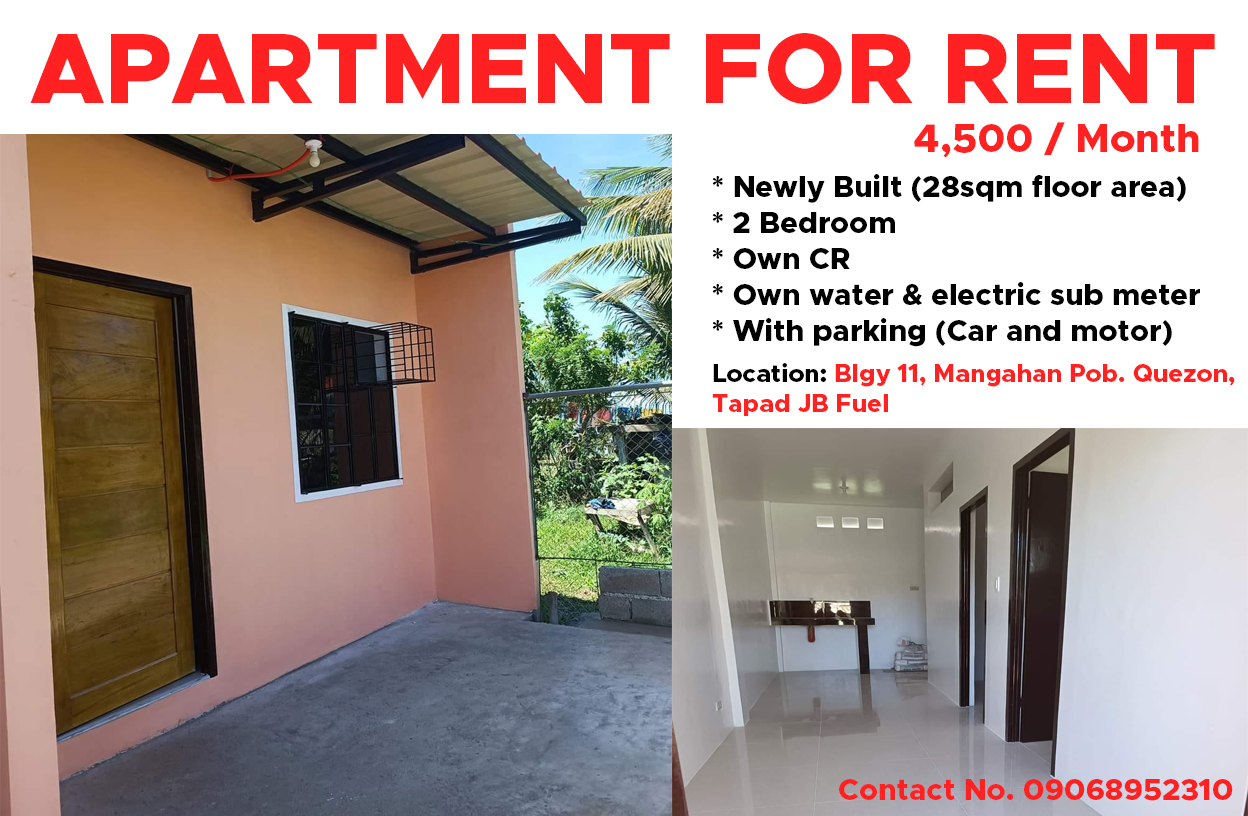 APARTMENT FOR RENT
4,500 / Month
* Newly Built (28sqm floor area)
* 2 Bedroom
* Own CR
* Own water & electric sub meter
* With parking (Car and motor)
Location: Blgy 11, Mangahan Pob. Quezon,
Tapad JB Fuel
Contact No. 09068952310